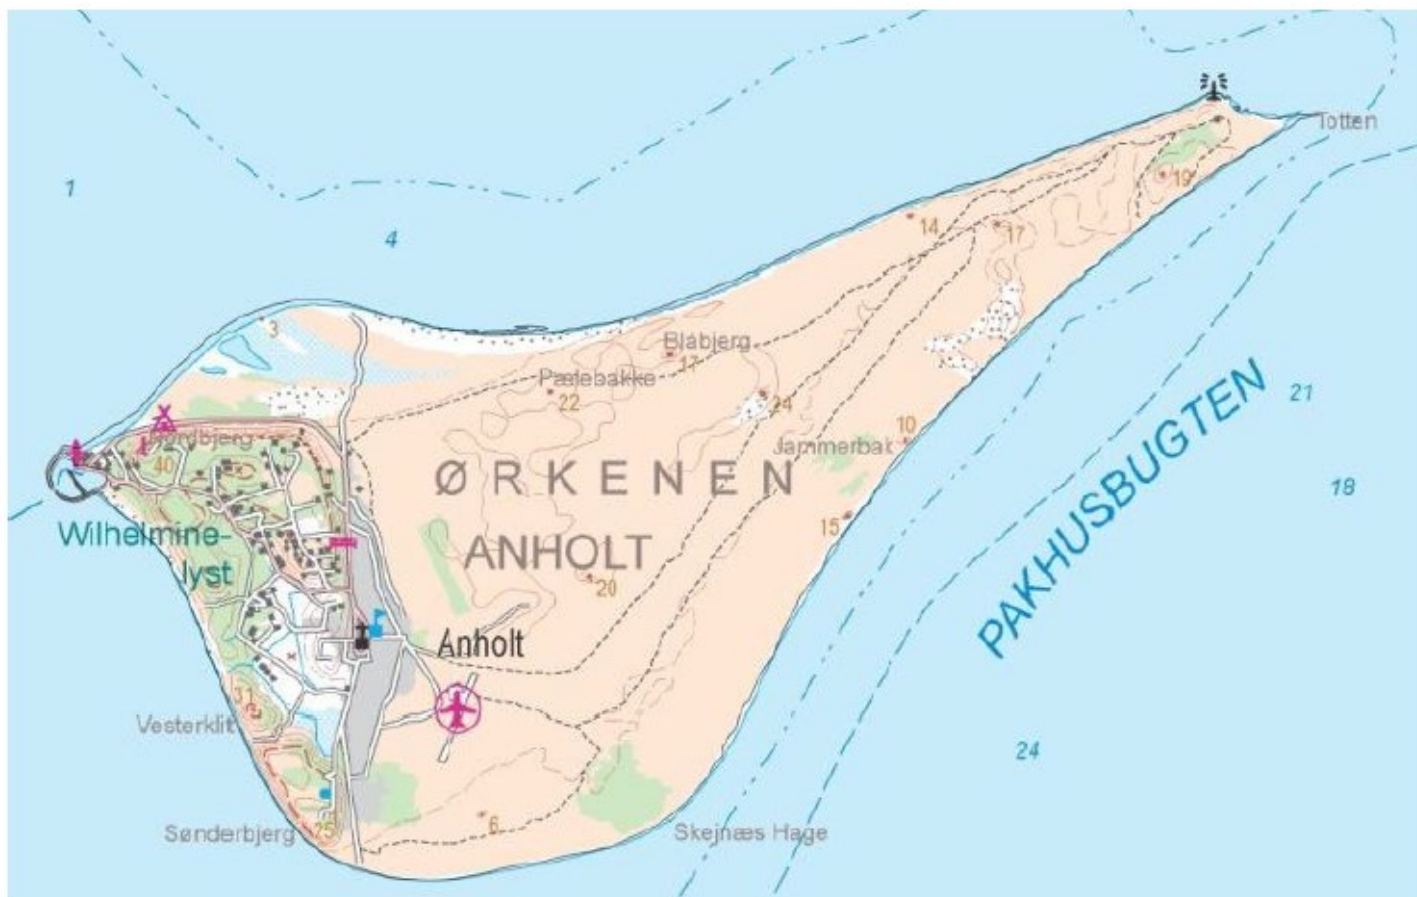 Totten
1
19
4
14
17
3
Blåbjerg
17
Pælebakke
22
24
21
Nordbjerg
40
10
Jammerbak
ØRKENEN
18
15
Wilhelmine-
lyst
ANHOLT
20
PAKHUSBUGTEN
Anholt
31
Vesterklit
24
6
25
Sønderbjerg
Skejnæs Hage